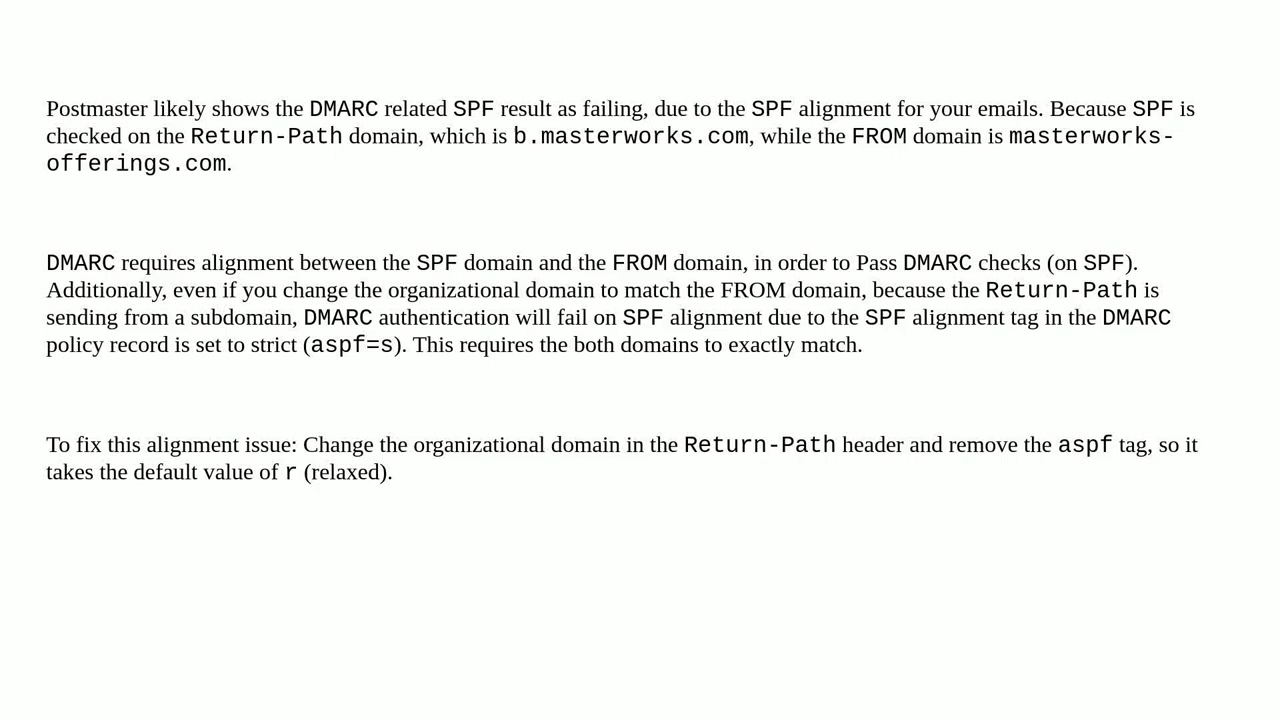 Postmaster likely shows the DMARC related SPF result as failing, due to the SPF alignment for your emails. Because SPF is
checked on the Return-Path domain, which is b.masterworks.com, while the FROM domain is masterworks-
offerings.com.
DMARC requires alignment between the SPF domain and the FROM domain, in order to Pass DMARC checks (on SPF).
Additionally, even if you change the organizational domain to match the FROM domain, because the Return-Path is
sending from a subdomain, DMARC authentication will fail on SPF alignment due to the SPF alignment tag in the DMARC
policy record is set to strict (aspf=s). This requires the both domains to exactly match.
To fix this alignment issue: Change the organizational domain in the Return-Path header and remove the aspf tag, so it
takes the default value of r (relaxed).